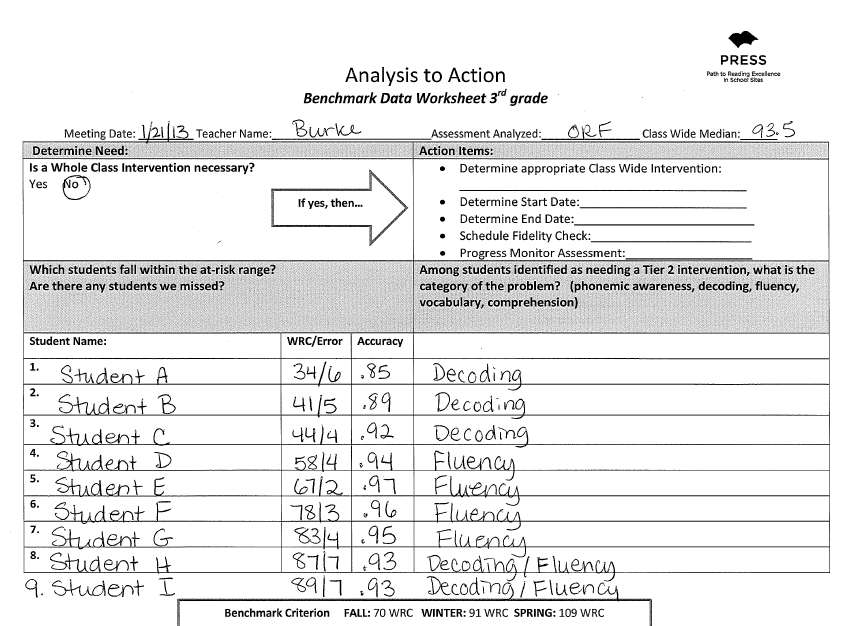 PRESS
Path to Reading Excellence
in School Sites
Analysis to Action
Benchmark Data Worksheet 3rd grade
Meeting Date: 1/21/13 Teacher Name: Burke Assessment Analyzed: ORF Class Wide Median: 93.5
Determine Need: Action Items:
Is a Whole Class Intervention necessary?
Yes No
If yes, then...
• Determine appropriate Class Wide Intervention:
• Determine Start Date:
• Determine End Date:
• Schedule Fidelity Check:
• Progress Monitor Assessment:
Which students fall within the at-risk range?
Are there any students we missed?
Among students identified as needing a Tier 2 intervention, what is the
category of the problem? (phonemic awareness, decoding, fluency,
vocabulary, comprehension)
Student Name: WRC/Error Accuracy
1. Student A 34/6 .85 Decoding
2. Student B 41/5 .89 Decoding
3. Student C 44/4 .92 Decoding
4. Student D 58/4 .94 Fluency
5. Student E 67/2 .97 Fluency
6. Student F 78/3 .96 Fluency
7. Student G 83/4 .95 Fluency
8. Student H 87/7 .93 Decoding/Fluency
9. Student I 89/7 .93 Decoding/Fluency
Benchmark Criterion FALL: 70 WRC WINTER: 91 WRC SPRING: 109 WRC